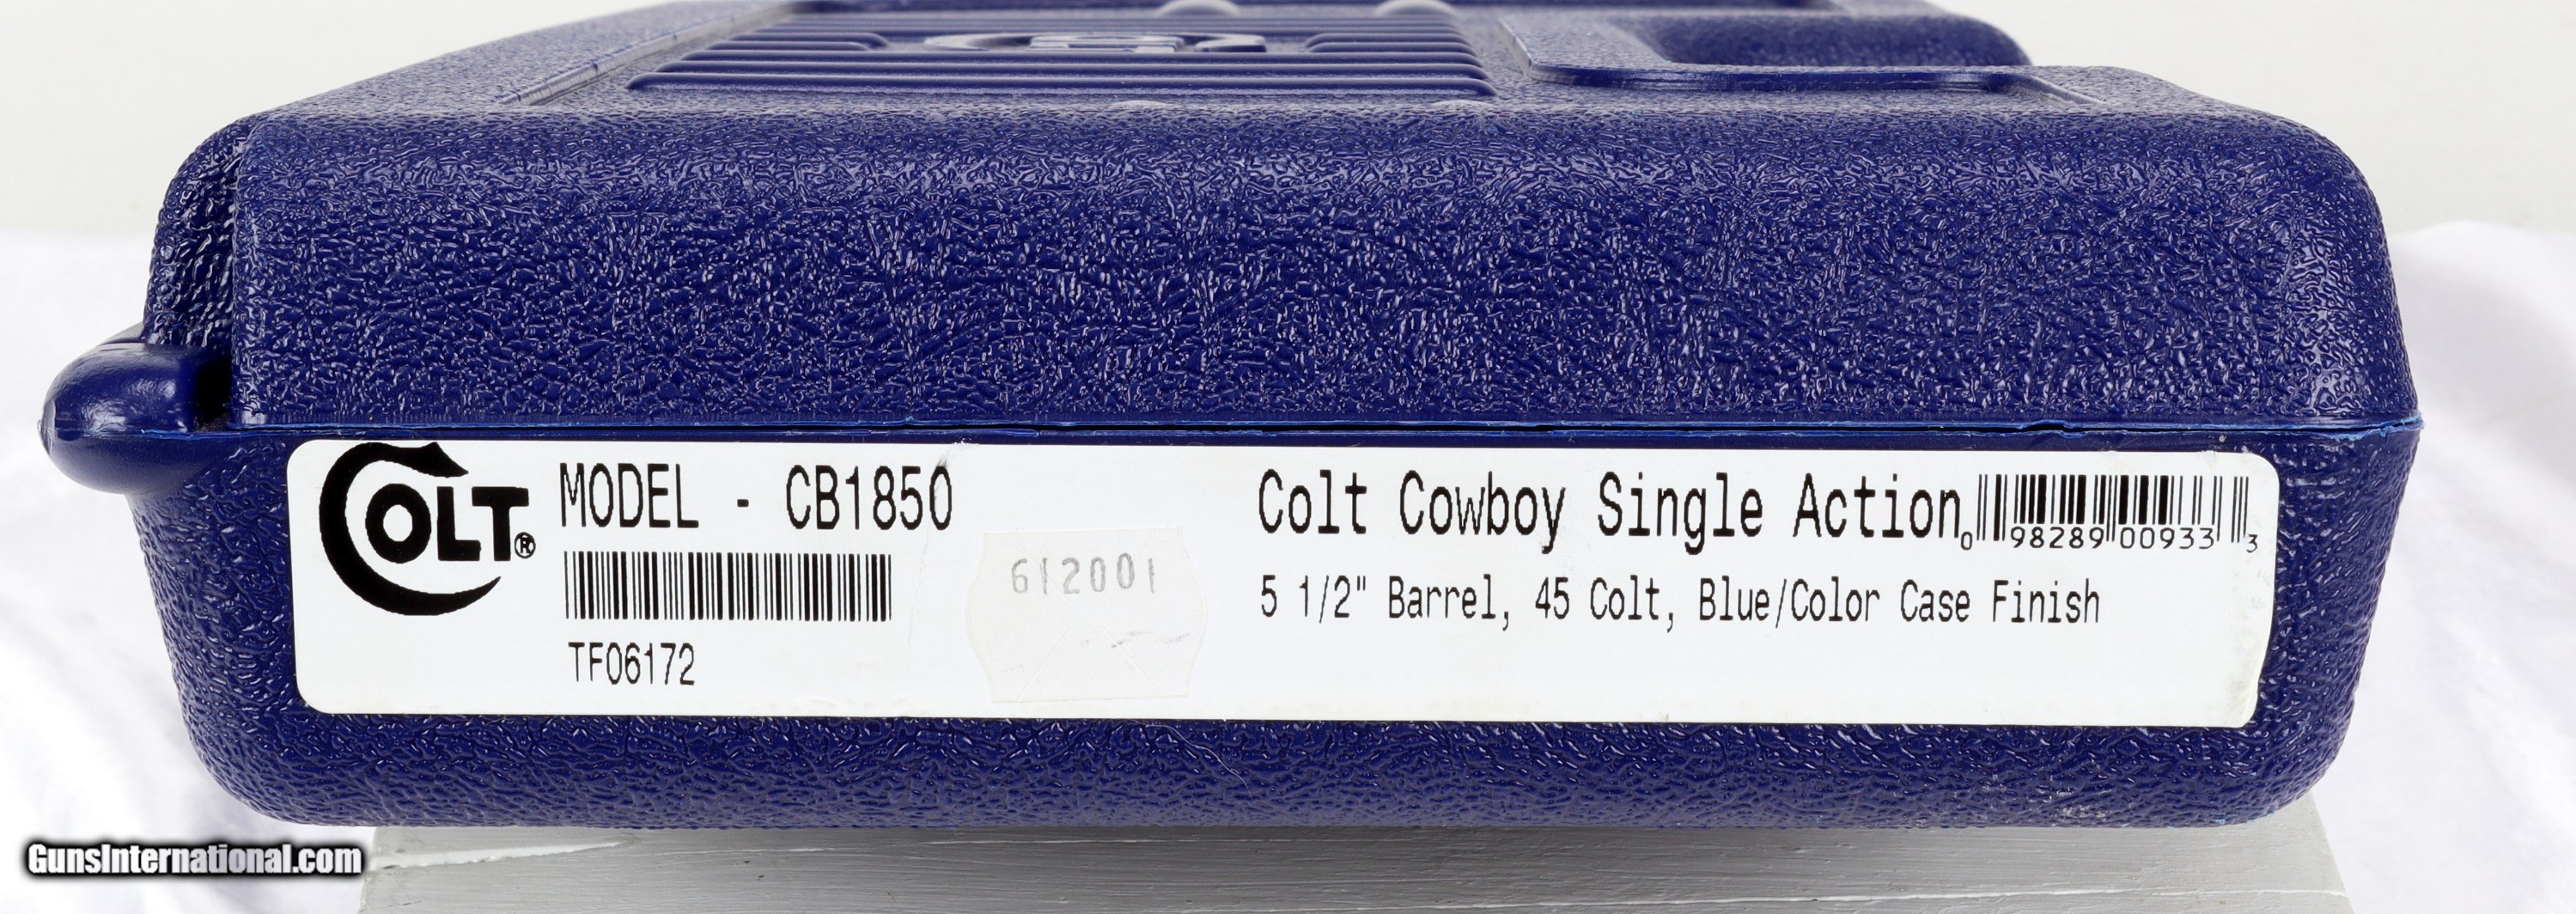 COLT®
MODEL - CB1850
TF06172
612001
Colt Cowboy Single Action
0 98289 00933 3
5 1/2" Barrel, 45 Colt, Blue/Color Case Finish
GunsInternational.com